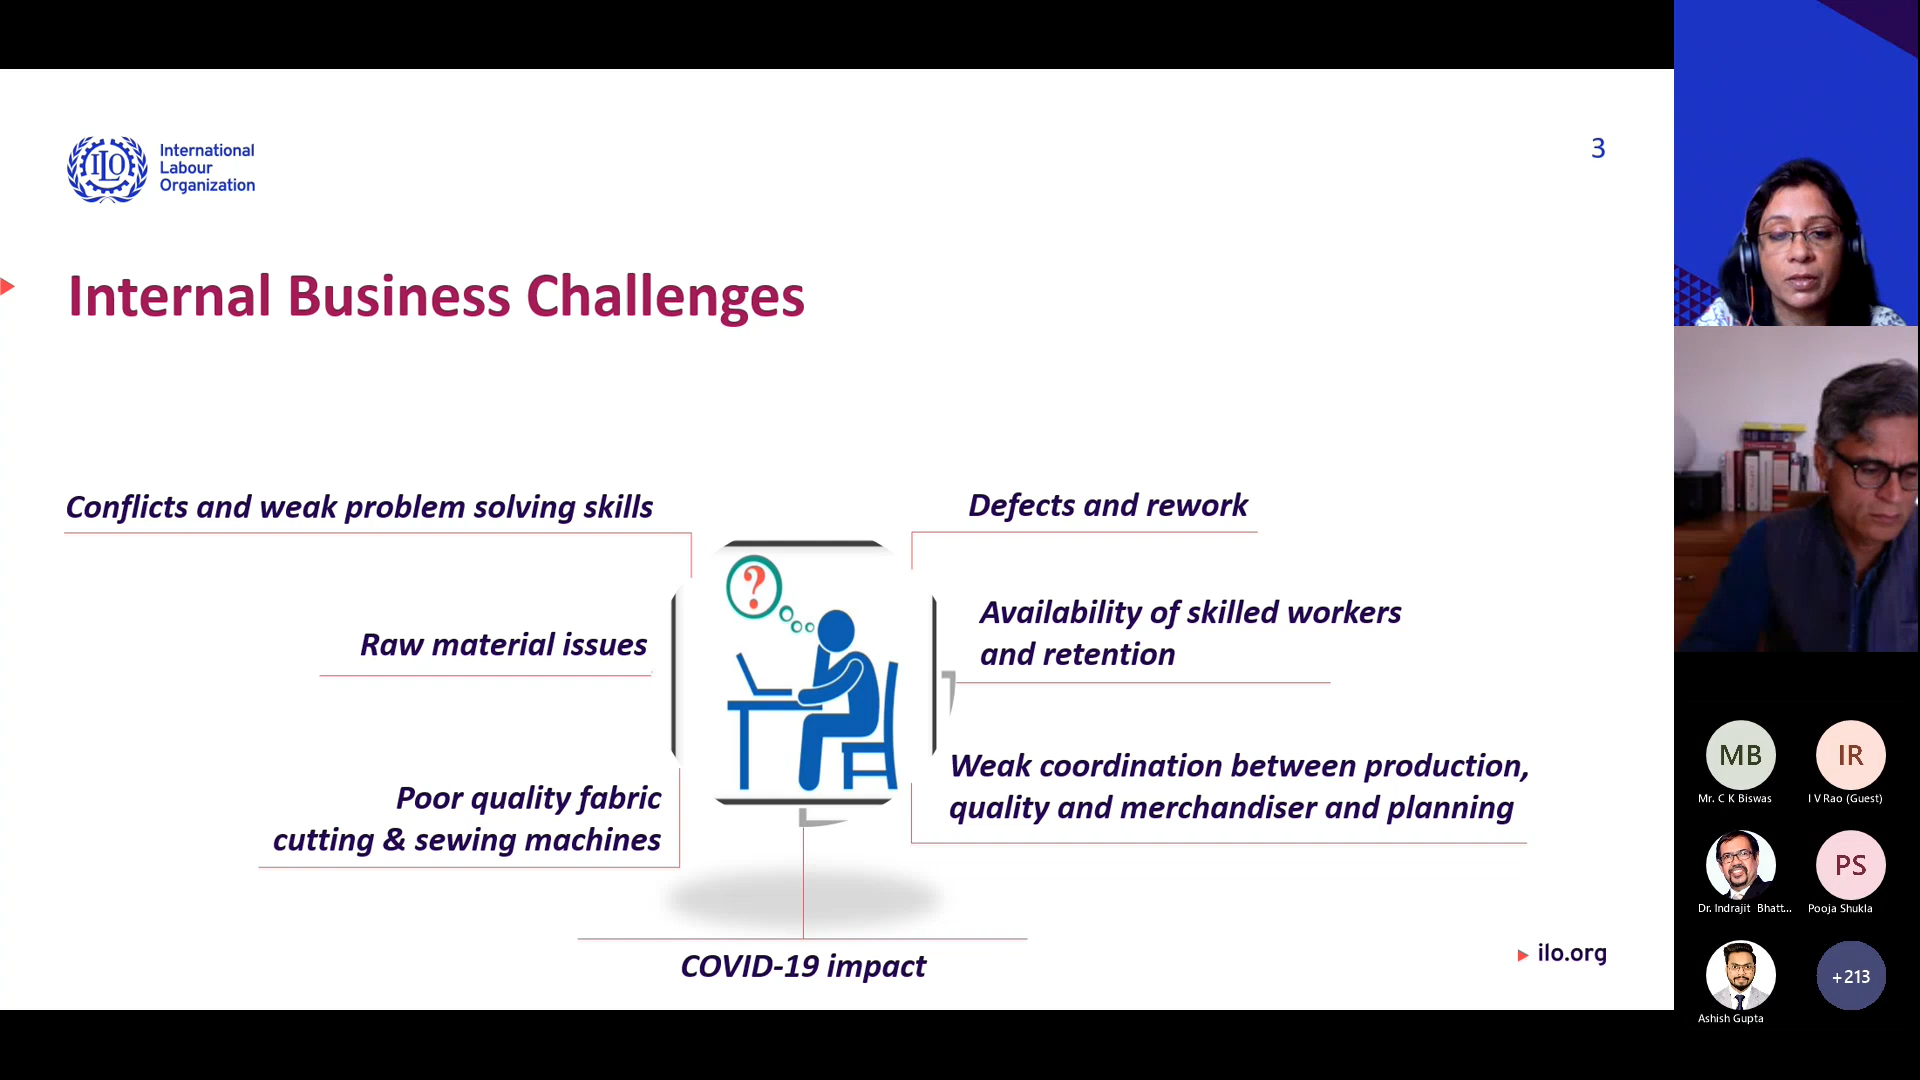 ILO
International
Labour
Organization
3
Internal Business Challenges
Conflicts and weak problem solving skills
Defects and rework
?
Raw material issues
Availability of skilled workers
and retention
Poor quality fabric
cutting & sewing machines
Weak coordination between production,
quality and merchandiser and planning
COVID-19 impact
ilo.org
MB
Mr. C K Biswas
IR
I V Rao (Guest)
Dr. Indrajit Bhatt...
PS
Pooja Shukla
Ashish Gupta
+213